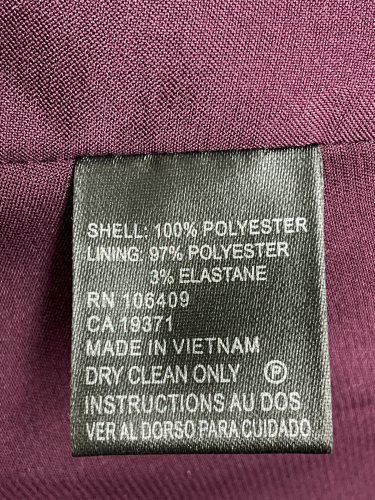 SHELL: 100% POLYESTER
LINING: 97% POLYESTER
3% ELASTANE
RN 106409
CA 19371
MADE IN VIETNAM
DRY CLEAN ONLY Ⓟ
INSTRUCTIONS AU DOS
VER AL DORSO PARA CUIDADO